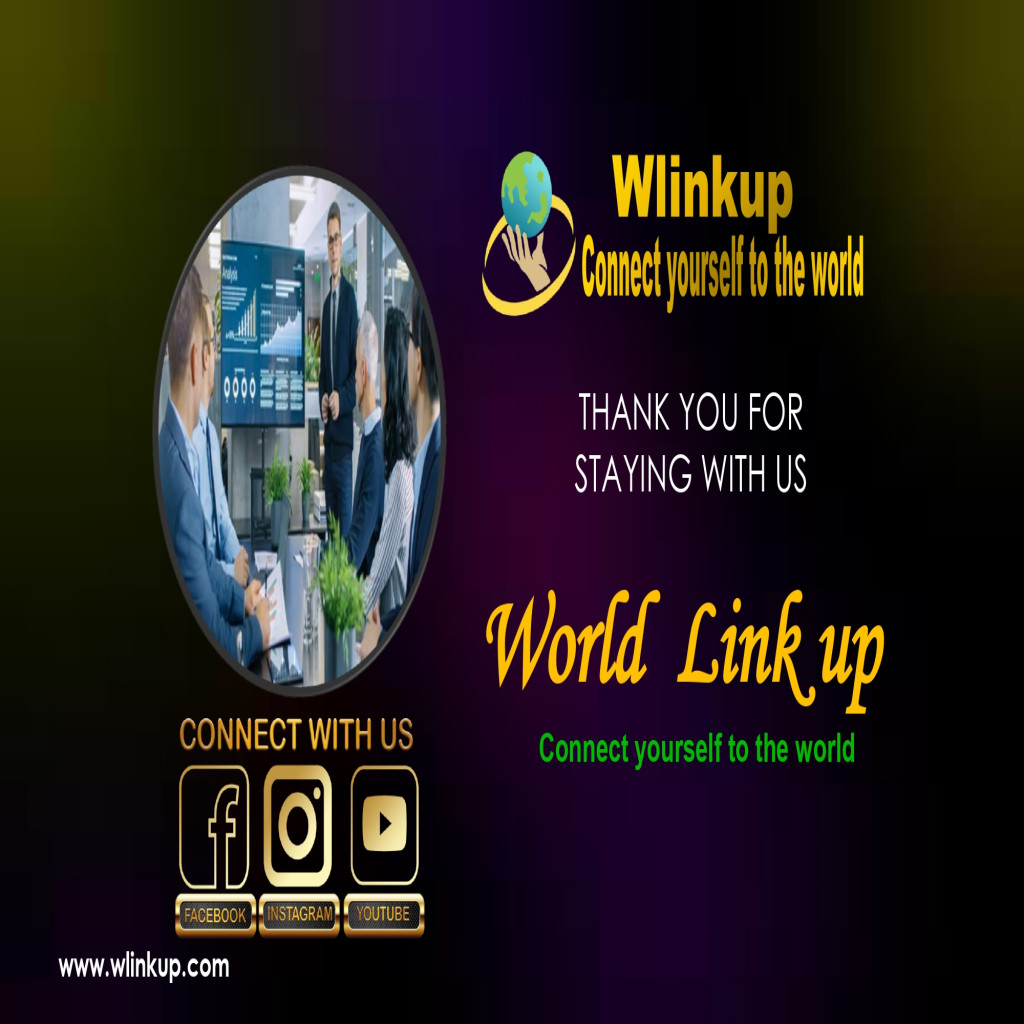 Wlinkup
Connect yourself to the world
Analysis
THANK YOU FOR
STAYING WITH US
World Link up
Connect yourself to the world
CONNECT WITH US
FACEBOOK INSTAGRAM YOUTUBE
www.wlinkup.com